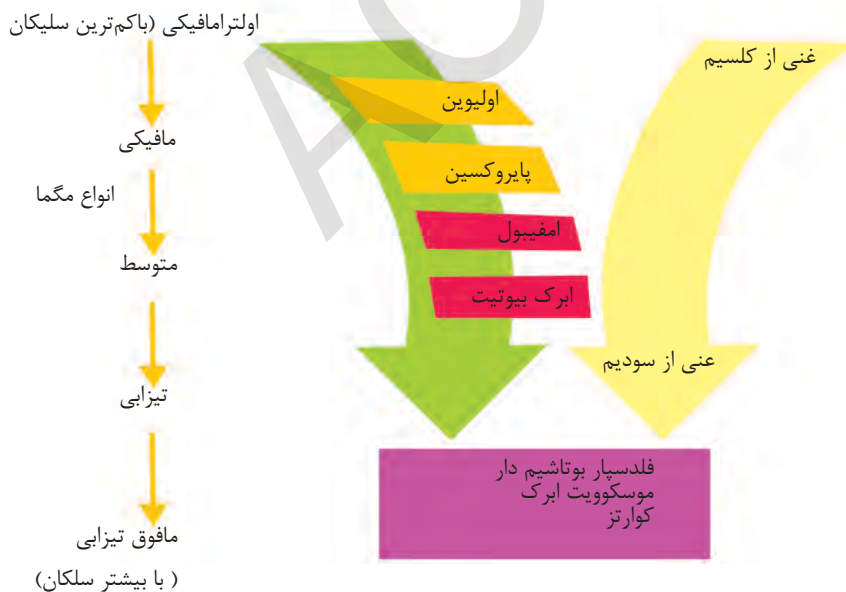 اولترامافیکی (باکم‌ترین سلیکان
مافیکی
انواع مگما
متوسط
تیزابی
مافوق تیزابی
( با بیشتر سلکان)
اولیوین
پایروکسین
امفیبول
ابرک بیوتیت
غنی از کلسیم
عنی از سودیم
فلدسپار بوتاشیم دار
موسکوویت ابرک
کوارتز